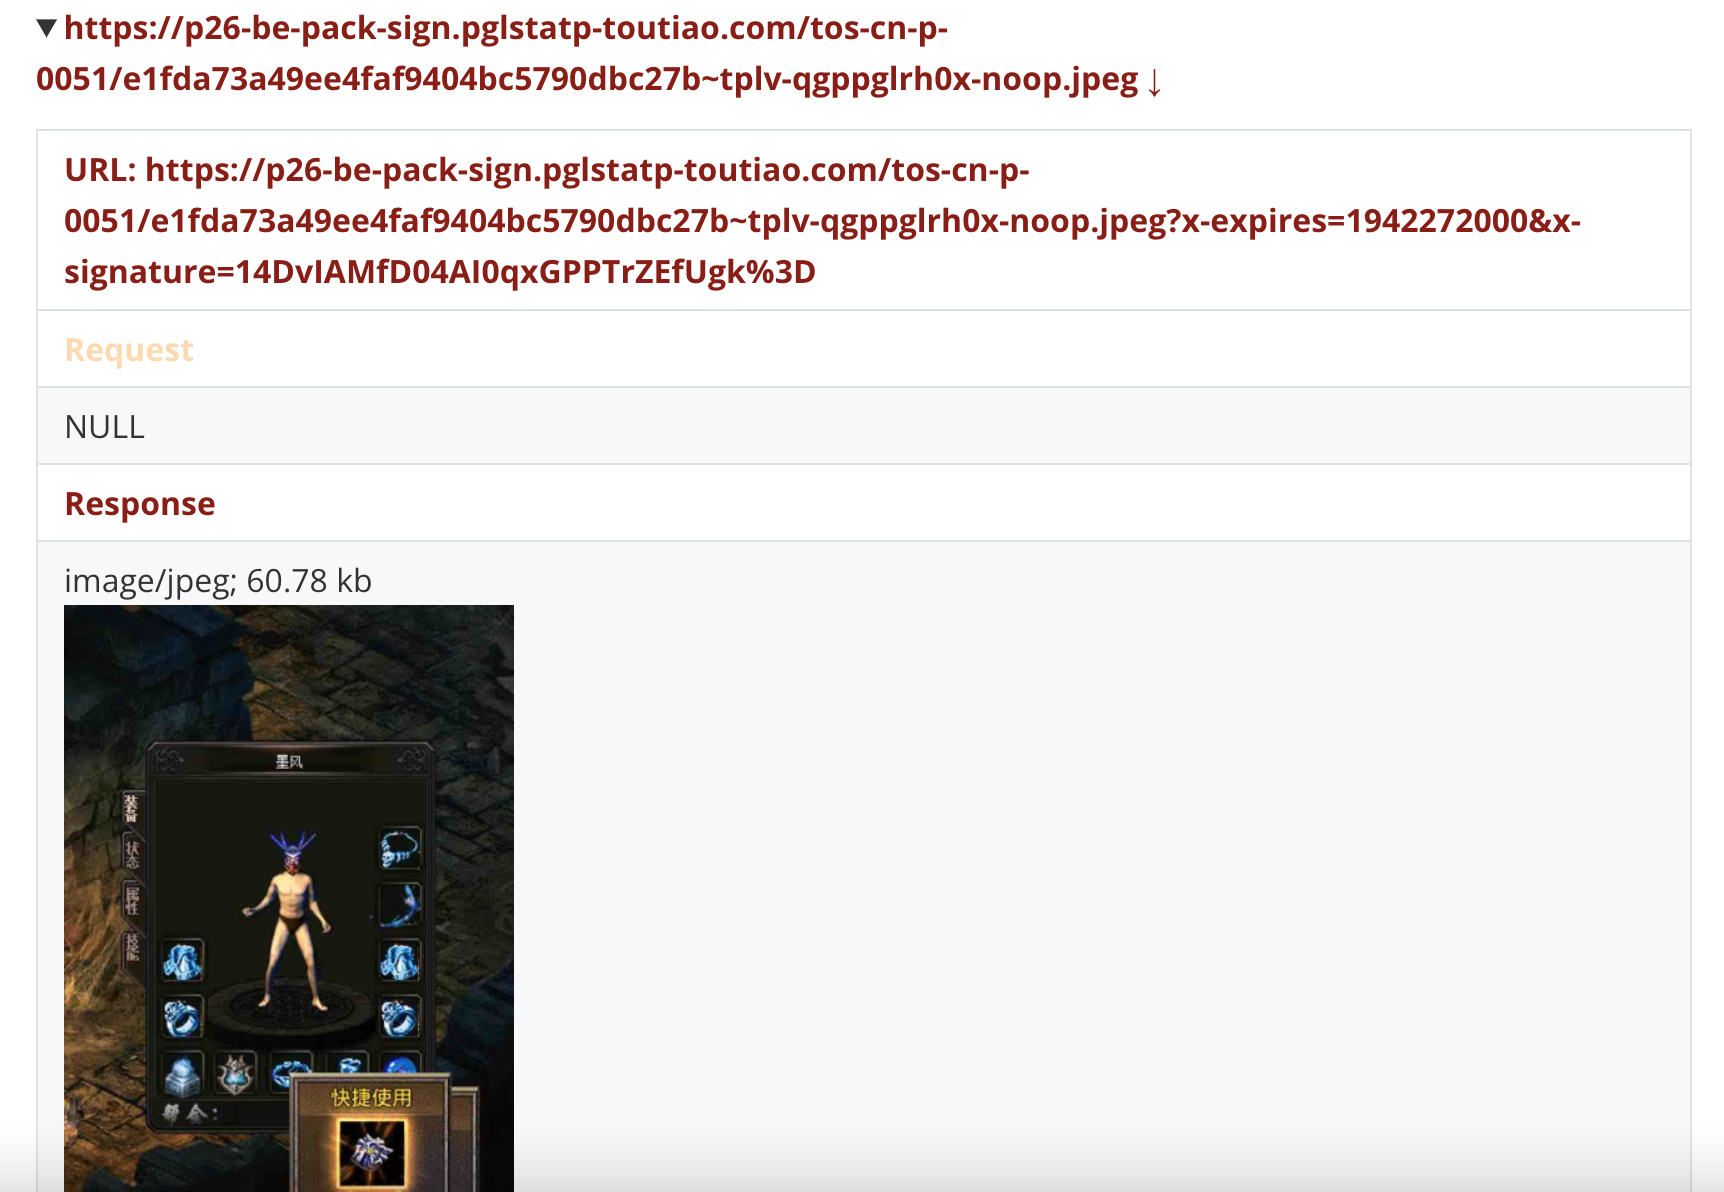 ▼ https://p26-be-pack-sign.pglstatp-toutiao.com/tos-cn-p-
0051/e1fda73a49ee4faf9404bc5790dbc27b~tplv-qgppglrh0x-noop.jpeg ↓
URL: https://p26-be-pack-sign.pglstatp-toutiao.com/tos-cn-p-
0051/e1fda73a49ee4faf9404bc5790dbc27b~tplv-qgppglrh0x-noop.jpeg?x-expires=1942272000&x-
signature=14DvIAMfD04AI0qxGPPTrZEfUgk%3D
Request
NULL
Response
image/jpeg; 60.78 kb
墨风
装备
状态
属性
技能
帮会:
快捷使用